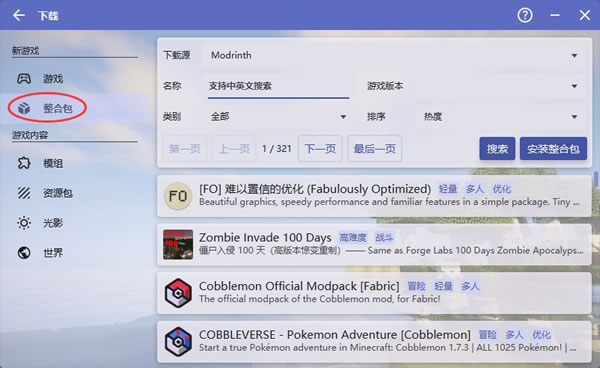 下载
新游戏
游戏
整合包
游戏内容
模组
资源包
光影
世界
下载源 Modrinth
名称 支持中英文搜索 游戏版本
类别 全部 排序 热度
第一页 上一页 1 / 321 下一页 最后一页 搜索 安装整合包
FO
[FO] 难以置信的优化 (Fabulously Optimized) 轻量 多人 优化
Beautiful graphics, speedy performance and familiar features in a simple package. Tiny ...
Zombie Invade 100 Days 高难度 战斗
僵尸入侵 100 天（高版本惊变重制）—— Same as Forge Labs 100 Days Zombie Apocalyps...
Cobblemon Official Modpack [Fabric] 冒险 轻量 多人
The official modpack of the Cobblemon mod, for Fabric!
COBBLEVERSE - Pokemon Adventure [Cobblemon] 冒险 多人 优化
Start a true Pokémon adventure in Minecraft: Cobblemon 1.7.3 | ALL 1025 Pokémon! | ...